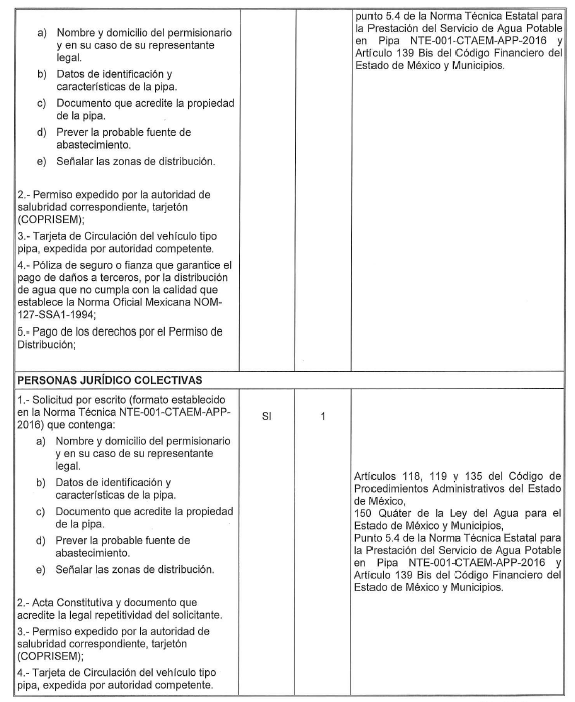 a) Nombre y domicilio del permisionario
y en su caso de su representante
legal.
b) Datos de identificación y
características de la pipa.
c) Documento que acredite la propiedad
de la pipa.
d) Prever la probable fuente de
abastecimiento.
e) Señalar las zonas de distribución.
2.- Permiso expedido por la autoridad de
salubridad correspondiente, tarjetón
(COPRISEM);
3.- Tarjeta de Circulación del vehículo tipo
pipa, expedida por autoridad competente.
4.- Póliza de seguro o fianza que garantice el
pago de daños a terceros, por la distribución
de agua que no cumpla con la calidad que
establece la Norma Oficial Mexicana NOM-
127-SSA1-1994;
5.- Pago de los derechos por el Permiso de
Distribución;
punto 5.4 de la Norma Técnica Estatal para
la Prestación del Servicio de Agua Potable
en Pipa NTE-001-CTAEM-APP-2016 y
Artículo 139 Bis del Código Financiero del
Estado de México y Municipios.
PERSONAS JURÍDICO COLECTIVAS
1.- Solicitud por escrito (formato establecido
en la Norma Técnica NTE-001-CTAEM-APP-
2016) que contenga:
a) Nombre y domicilio del permisionario
y en su caso de su representante
legal.
b) Datos de identificación y
características de la pipa.
c) Documento que acredite la propiedad
de la pipa.
d) Prever la probable fuente de
abastecimiento.
e) Señalar las zonas de distribución.
2.- Acta Constitutiva y documento que
acredite la legal repetitividad del solicitante.
3.- Permiso expedido por la autoridad de
salubridad correspondiente, tarjetón
(COPRISEM);
4.- Tarjeta de Circulación del vehículo tipo
pipa, expedida por autoridad competente.
SI
1
Artículos 118, 119 y 135 del Código de
Procedimientos Administrativos del Estado
de México,
150 Quáter de la Ley del Agua para el
Estado de México y Municipios,
Punto 5.4 de la Norma Técnica Estatal para
la Prestación del Servicio de Agua Potable
en Pipa NTE-001-CTAEM-APP-2016 y
Artículo 139 Bis del Código Financiero del
Estado de México y Municipios.